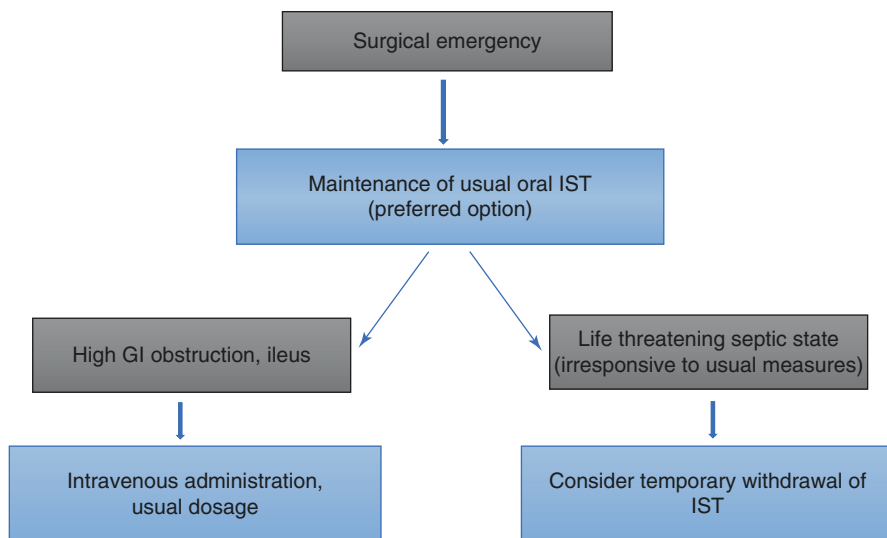 Surgical emergency
Maintenance of usual oral IST
(preferred option)
High GI obstruction, ileus
Life threatening septic state
(irresponsive to usual measures)
Intravenous administration,
usual dosage
Consider temporary withdrawal of
IST